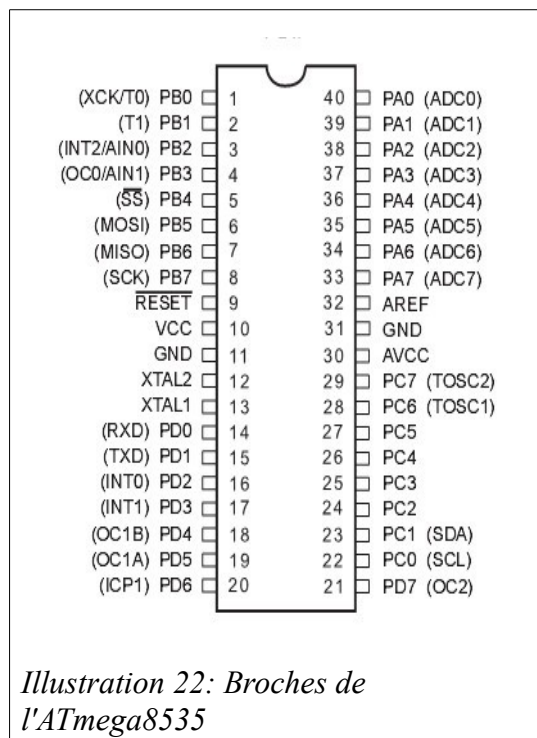 (XCK/T0) PB0 1 40 PA0 (ADC0)
(T1) PB1 2 39 PA1 (ADC1)
(INT2/AIN0) PB2 3 38 PA2 (ADC2)
(OC0/AIN1) PB3 4 37 PA3 (ADC3)
(SS) PB4 5 36 PA4 (ADC4)
(MOSI) PB5 6 35 PA5 (ADC5)
(MISO) PB6 7 34 PA6 (ADC6)
(SCK) PB7 8 33 PA7 (ADC7)
RESET 9 32 AREF
VCC 10 31 GND
GND 11 30 AVCC
XTAL2 12 29 PC7 (TOSC2)
XTAL1 13 28 PC6 (TOSC1)
(RXD) PD0 14 27 PC5
(TXD) PD1 15 26 PC4
(INT0) PD2 16 25 PC3
(INT1) PD3 17 24 PC2
(OC1B) PD4 18 23 PC1 (SDA)
(OC1A) PD5 19 22 PC0 (SCL)
(ICP1) PD6 20 21 PD7 (OC2)
Illustration 22: Broches de
l'ATmega8535